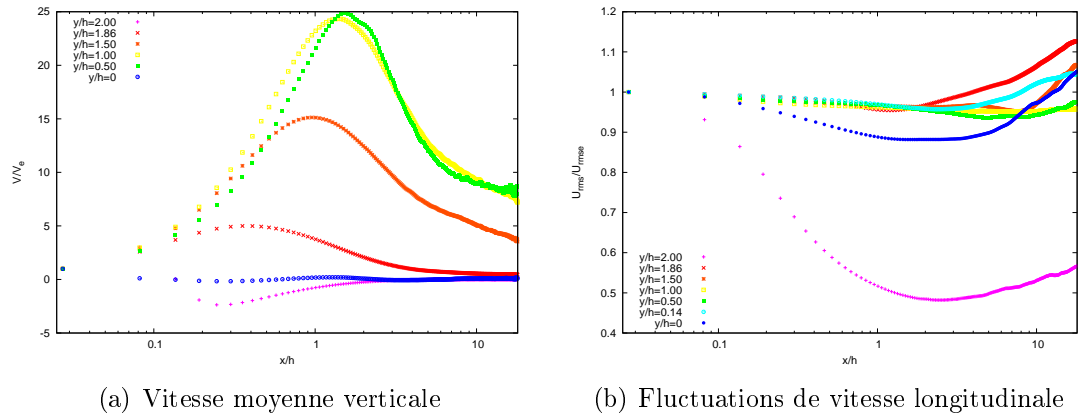 25
20
15
10
5
0
-5
0.1
1
10
V/Ve
x/h
y/h=2.00
y/h=1.86
y/h=1.50
y/h=1.00
y/h=0.50
y/h=0
(a) Vitesse moyenne verticale
1.2
1.1
1
0.9
0.8
0.7
0.6
0.5
0.4
0.1
1
10
Urms/Urmse
x/h
y/h=2.00
y/h=1.86
y/h=1.50
y/h=1.00
y/h=0.50
y/h=0.14
y/h=0
(b) Fluctuations de vitesse longitudinale